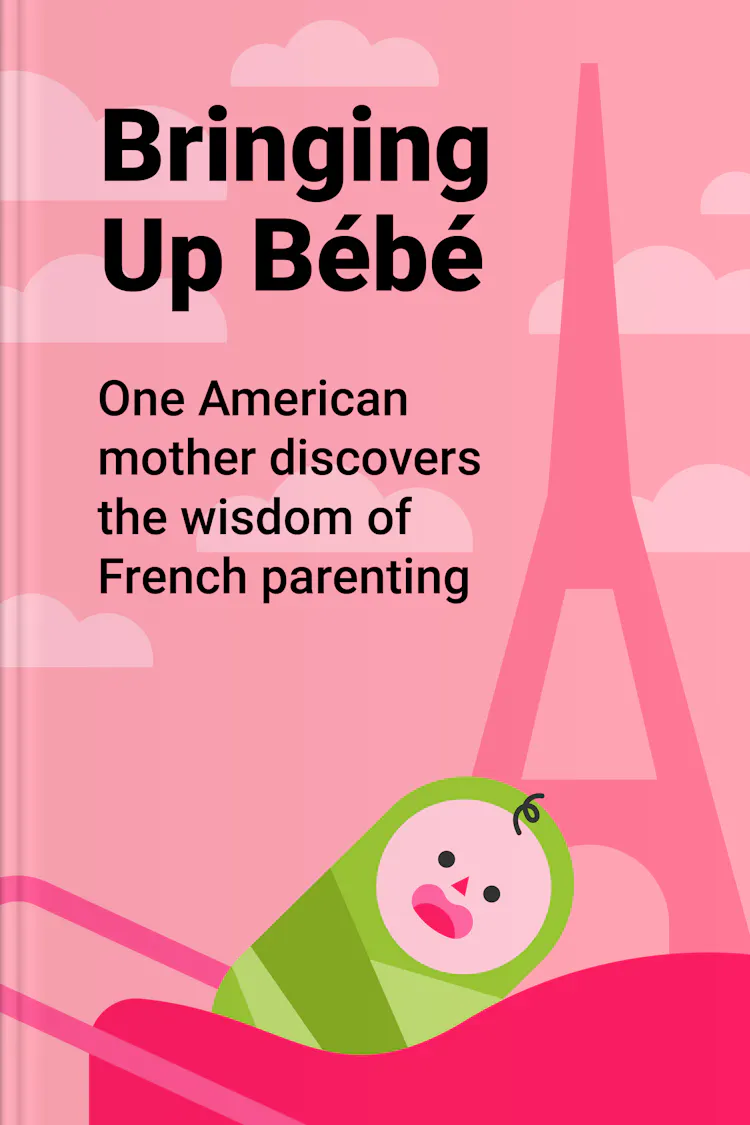 Bringing
Up Bébé
One American
mother discovers
the wisdom of
French parenting